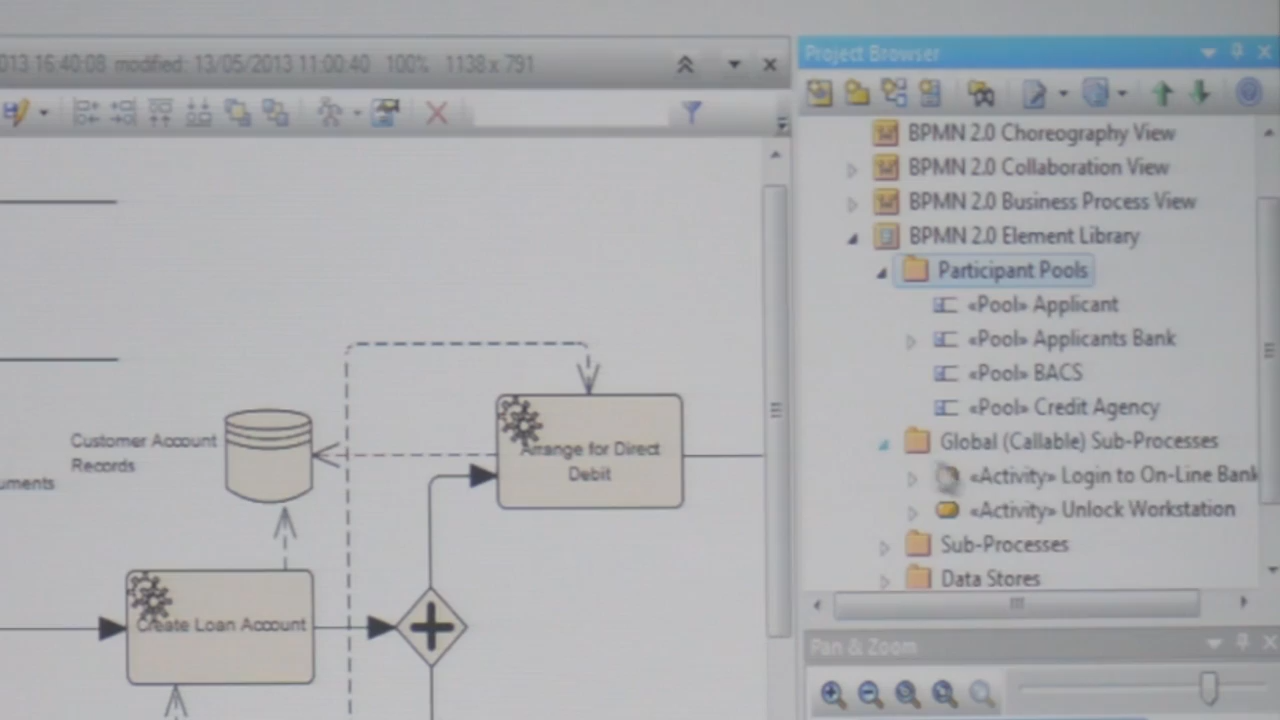 013 16:40:08 modified: 13/05/2013 11:00:40 100% 1138 x 791
Customer Account
Records
uments
Arrange for Direct
Debit
Create Loan Account
Project Browser
BPMN 2.0 Choreography View
BPMN 2.0 Collaboration View
BPMN 2.0 Business Process View
BPMN 2.0 Element Library
Participant Pools
«Pool» Applicant
«Pool» Applicants Bank
«Pool» BACS
«Pool» Credit Agency
Global (Callable) Sub-Processes
«Activity» Login to On-Line Bank
«Activity» Unlock Workstation
Sub-Processes
Data Stores
Pan & Zoom